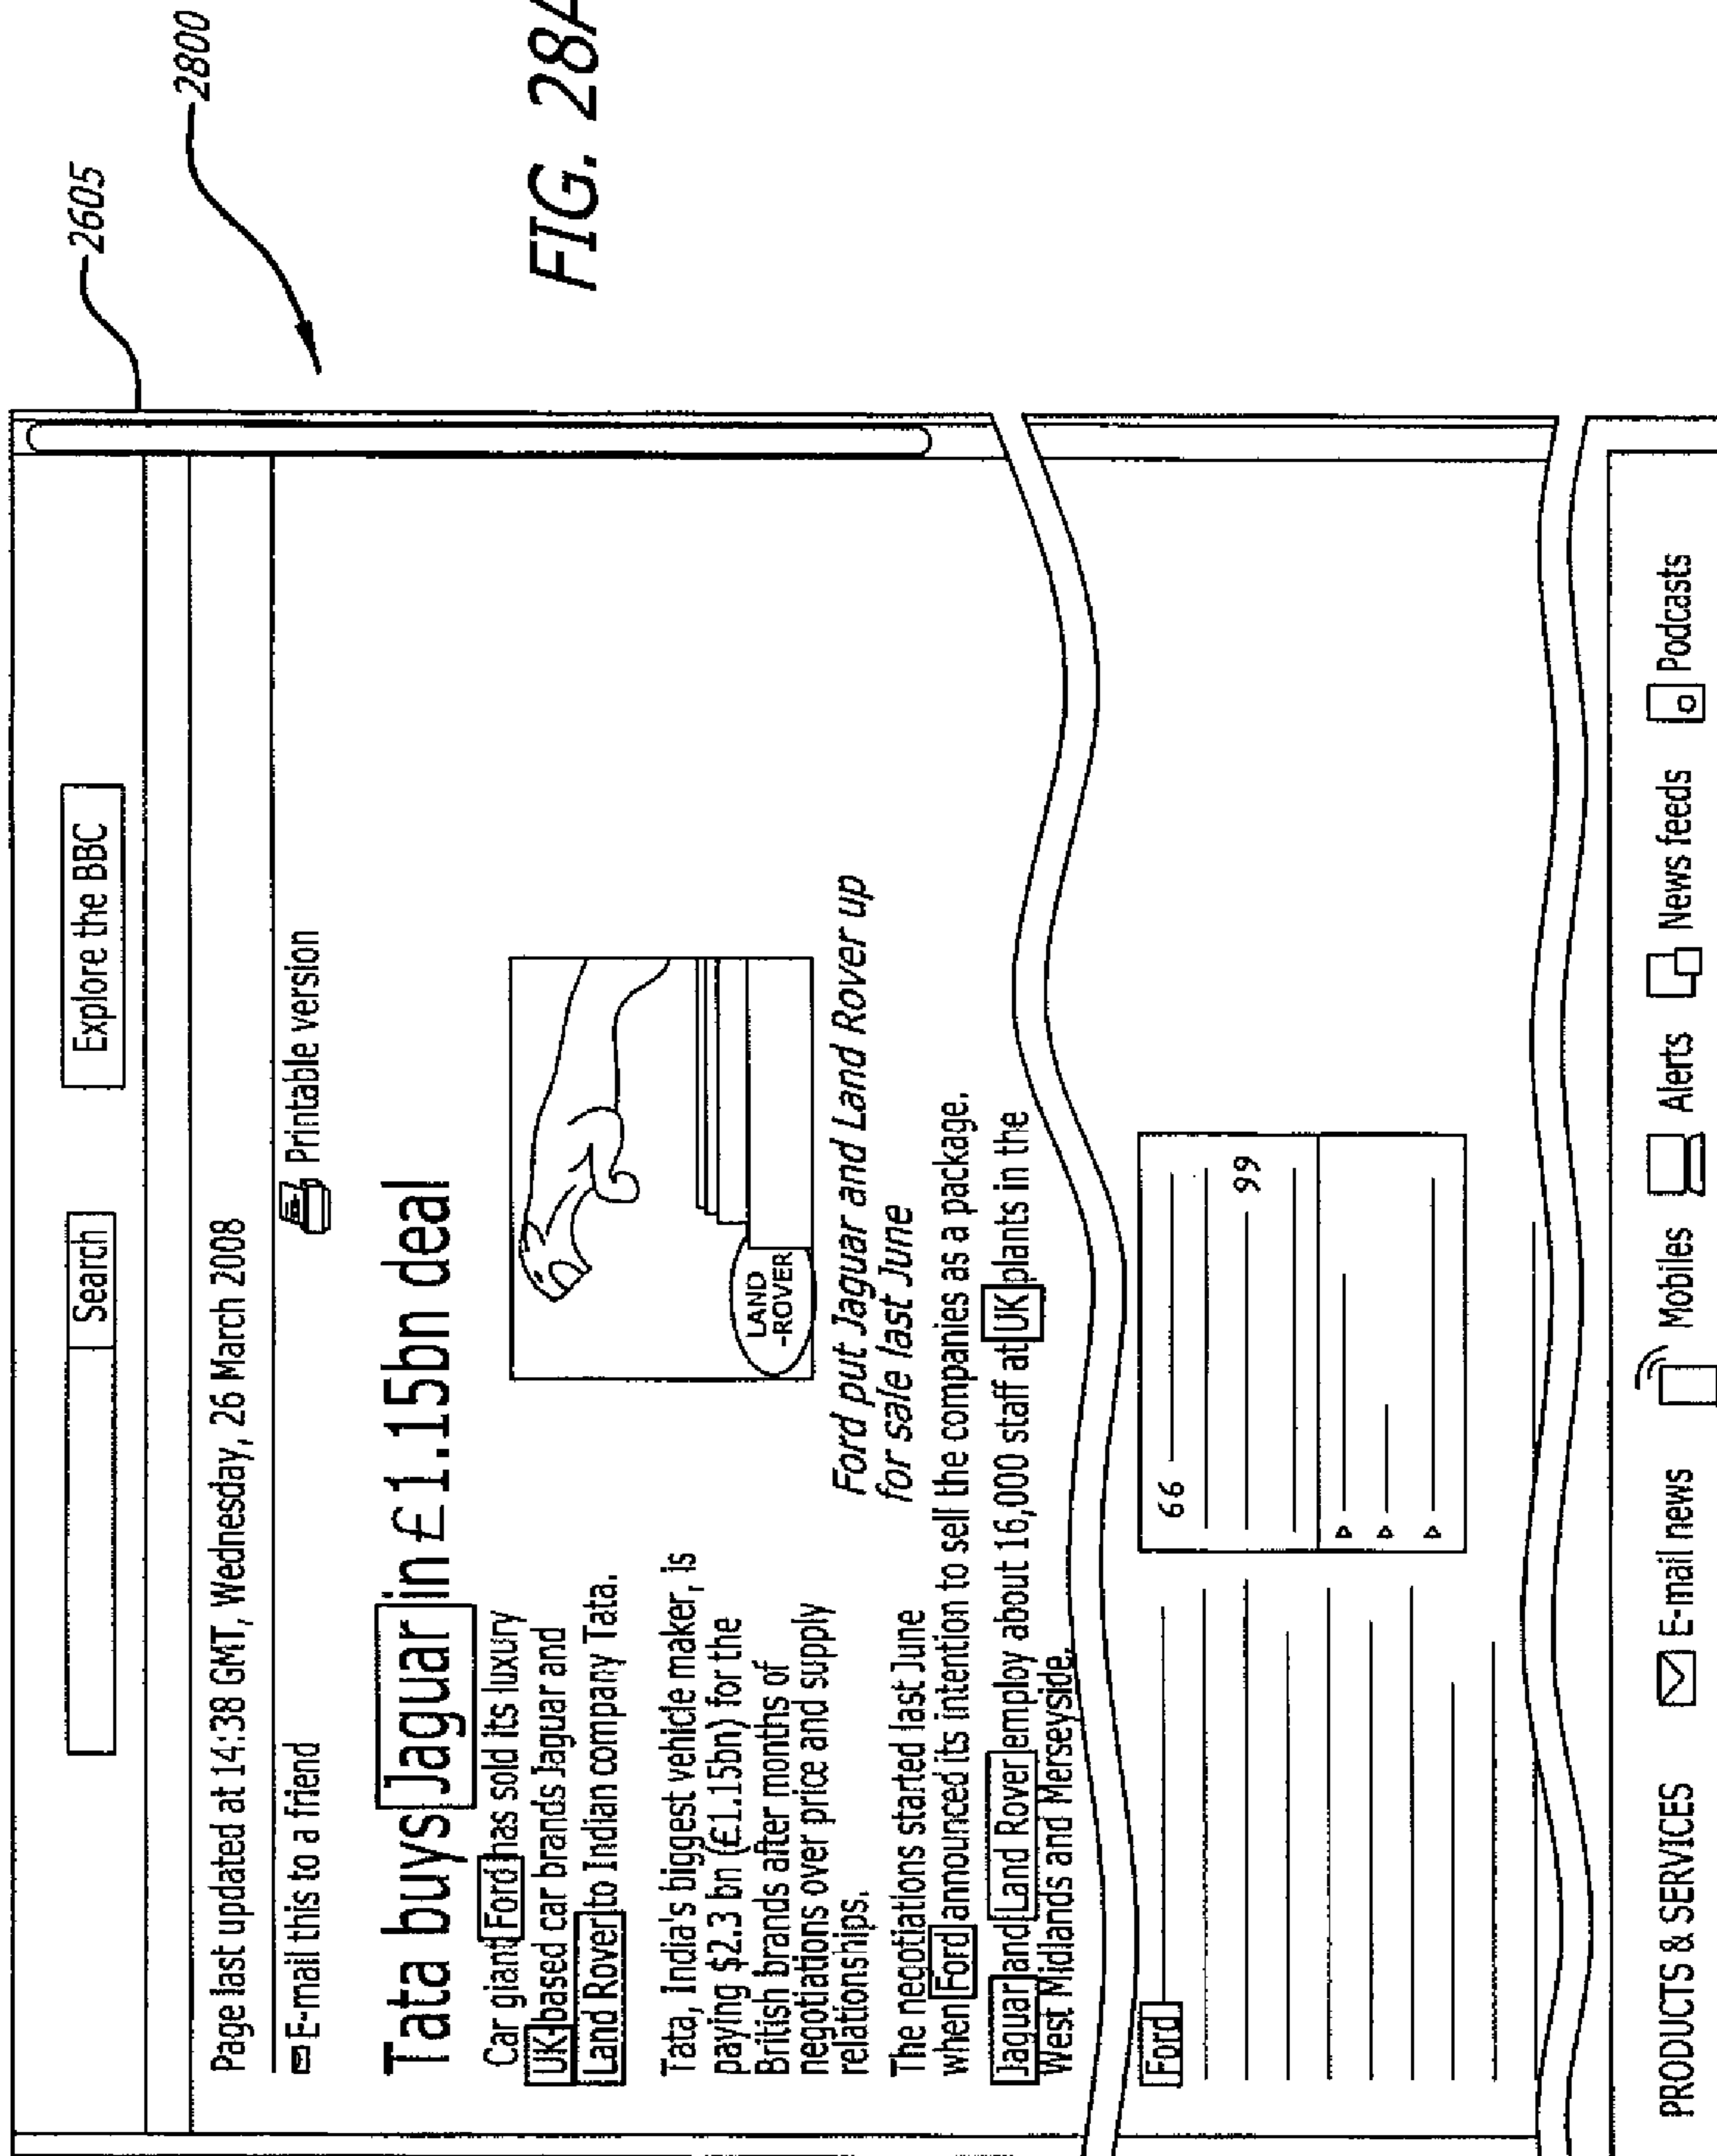 2605
2800
FIG. 28A
Search
Explore the BBC
Page last updated at 14:38 GMT, Wednesday, 26 March 2008
E-mail this to a friend
Printable version
Tata buys Jaguar in £1.15bn deal
Car giant Ford has sold its luxury
UK-based car brands Jaguar and
Land Rover to Indian company Tata.
LAND
-ROVER
Ford put Jaguar and Land Rover up
for sale last June
Tata, India's biggest vehicle maker, is
paying $2.3 bn (£1.15bn) for the
British brands after months of
negotiations over price and supply
relationships.
The negotiations started last June
when Ford announced its intention to sell the companies as a package.
Jaguar and Land Rover employ about 16,000 staff at UK plants in the
West Midlands and Merseyside.
Ford
66
99
PRODUCTS & SERVICES
E-mail news
Mobiles
Alerts
News feeds
Podcasts